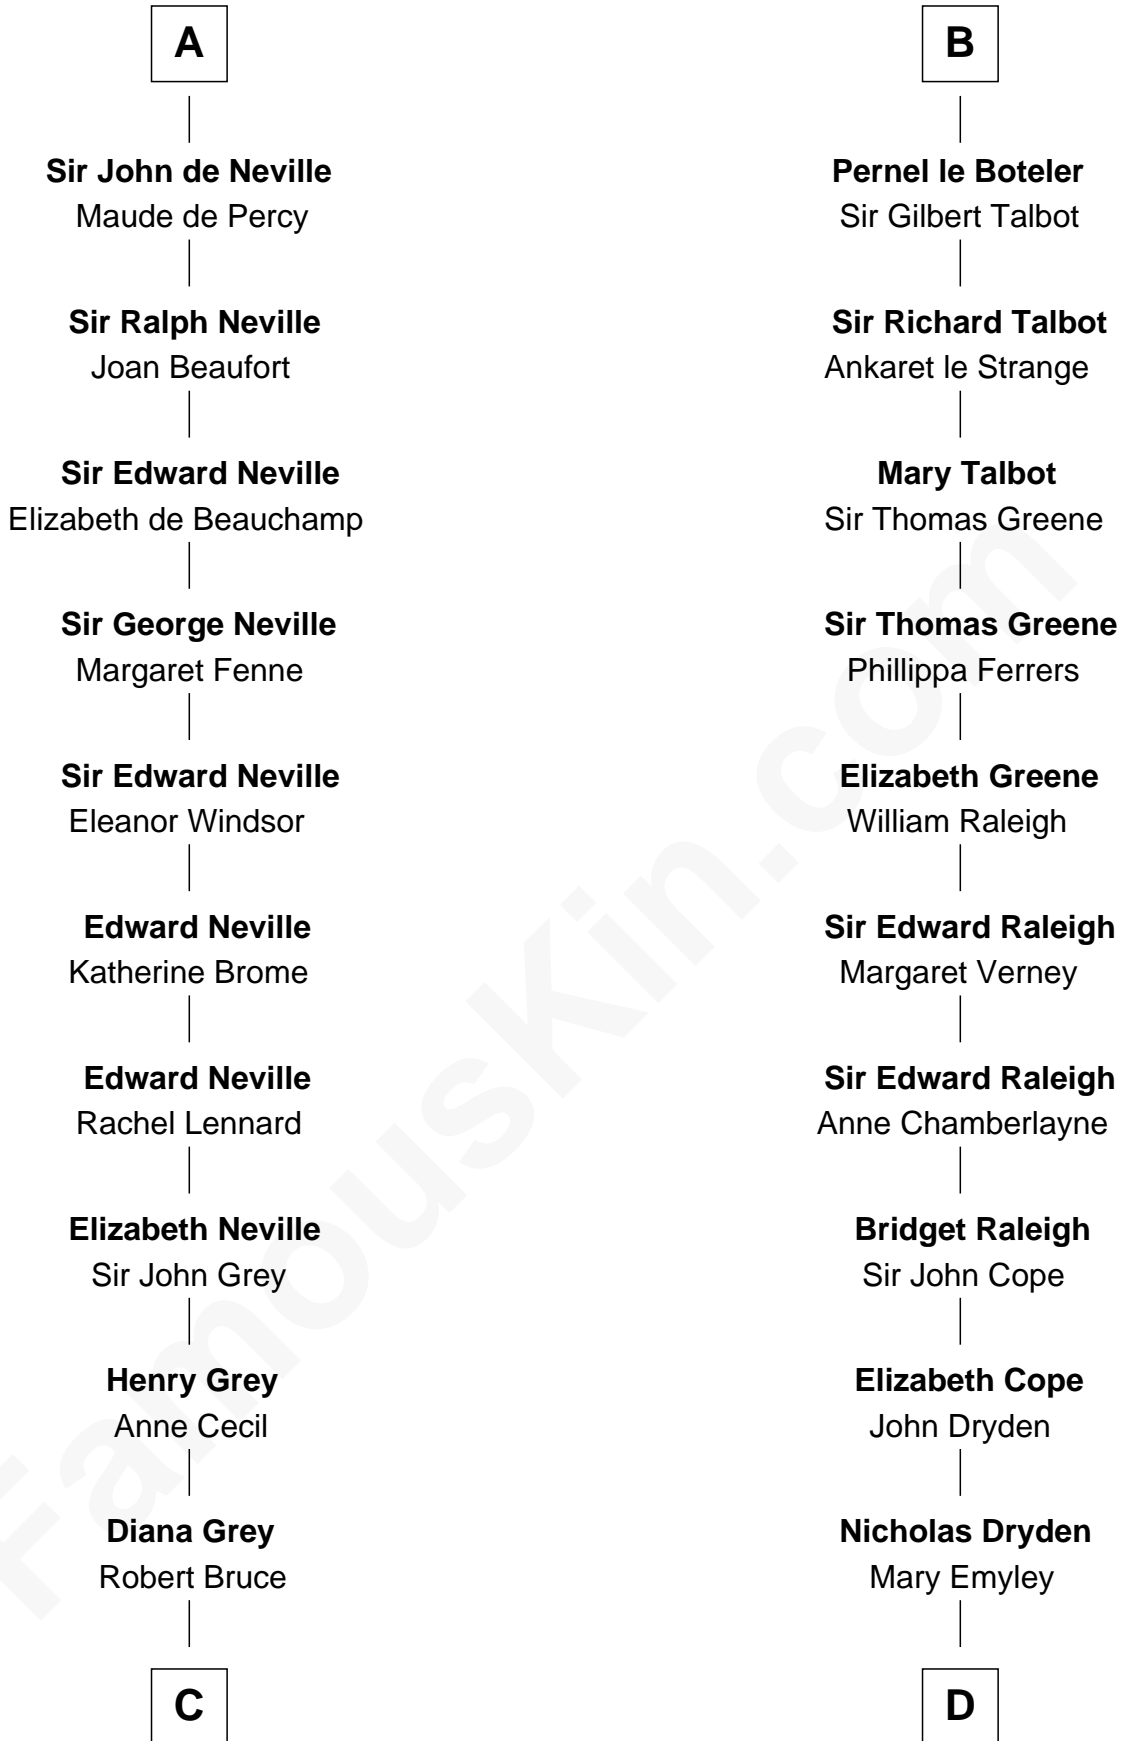 A
Sir John de Neville
Maude de Percy
Sir Ralph Neville
Joan Beaufort
Sir Edward Neville
Elizabeth de Beauchamp
Sir George Neville
Margaret Fenne
Sir Edward Neville
Eleanor Windsor
Edward Neville
Katherine Brome
Edward Neville
Rachel Lennard
Elizabeth Neville
Sir John Grey
Henry Grey
Anne Cecil
Diana Grey
Robert Bruce
C
B
Pernel le Boteler
Sir Gilbert Talbot
Sir Richard Talbot
Ankaret le Strange
Mary Talbot
Sir Thomas Greene
Sir Thomas Greene
Phillippa Ferrers
Elizabeth Greene
William Raleigh
Sir Edward Raleigh
Margaret Verney
Sir Edward Raleigh
Anne Chamberlayne
Bridget Raleigh
Sir John Cope
Elizabeth Cope
John Dryden
Nicholas Dryden
Mary Emyley
D
FamousKin.com